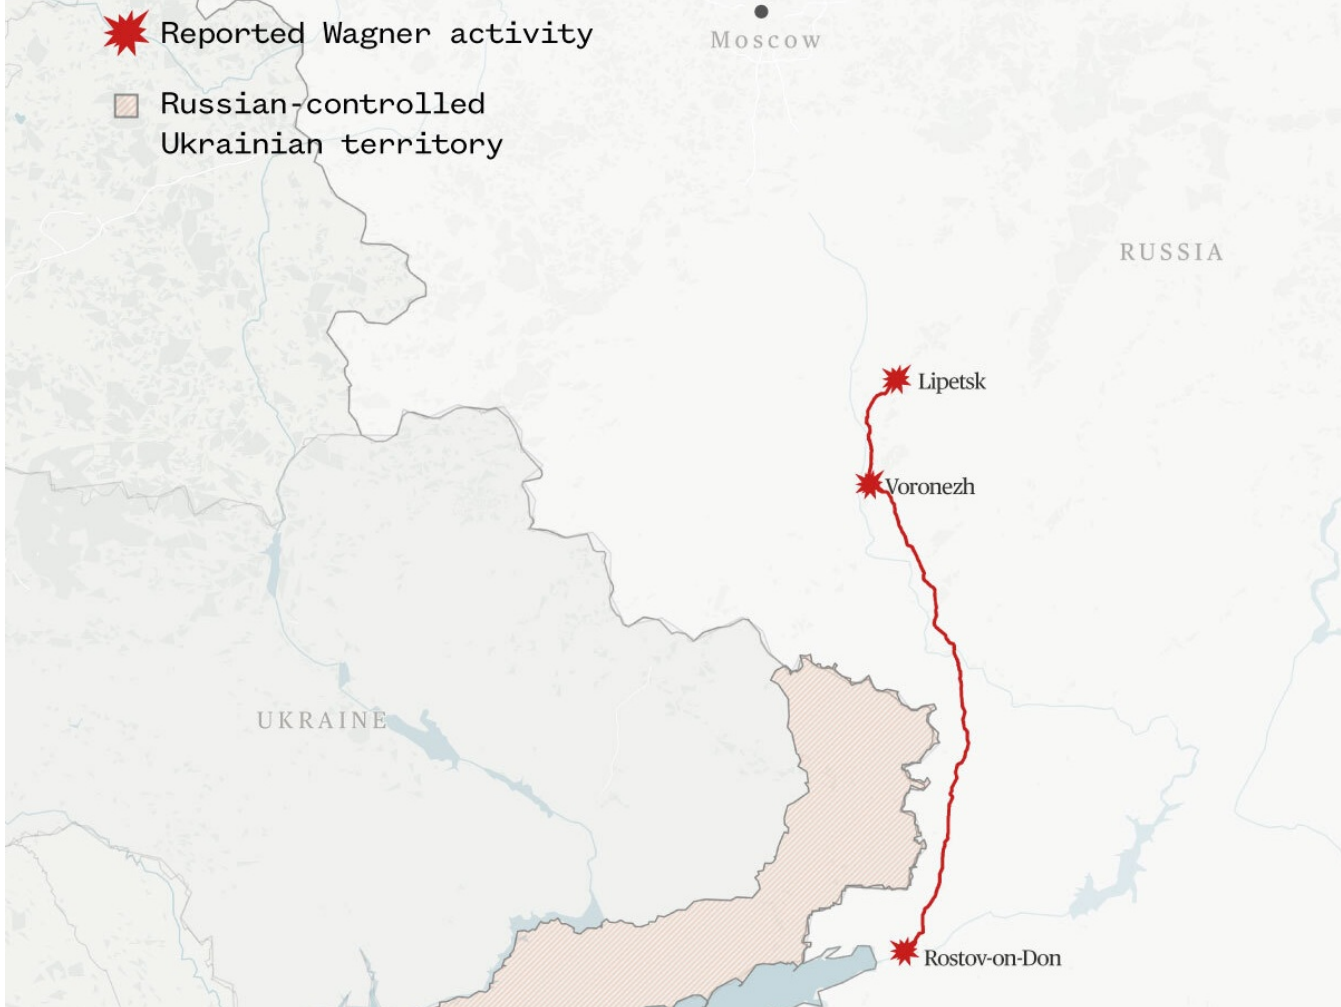 Reported Wagner activity
Moscow
Russian-controlled
Ukrainian territory
RUSSIA
Lipetsk
Voronezh
UKRAINE
Rostov-on-Don